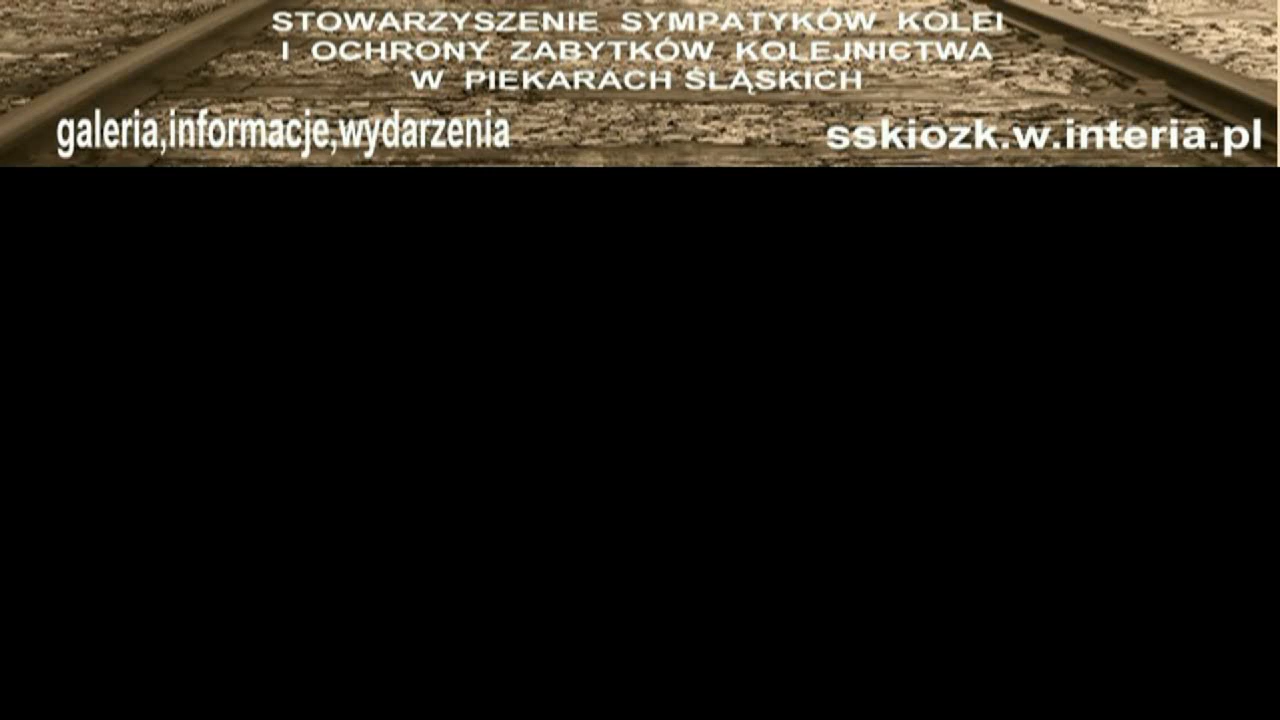 STOWARZYSZENIE SYMPATYKÓW KOLEI
I OCHRONY ZABYTKÓW KOLEJNICTWA
W PIEKARACH ŚLĄSKICH
galeria,informacje,wydarzenia
sskiozk.w.interia.pl